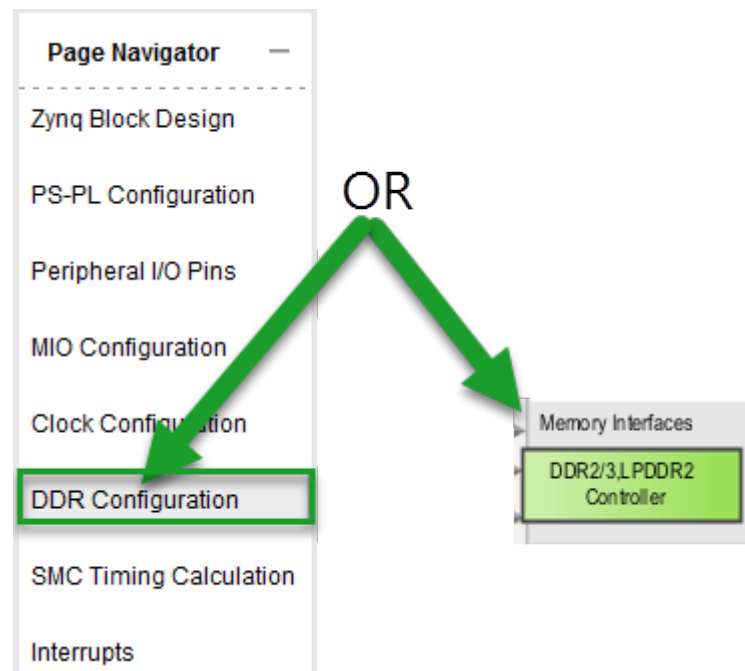 Page Navigator
Zynq Block Design
PS-PL Configuration
OR
Peripheral I/O Pins
MIO Configuration
Clock Configuration
Memory Interfaces
DDR2/3,LPDDR2
Controller
DDR Configuration
SMC Timing Calculation
Interrupts